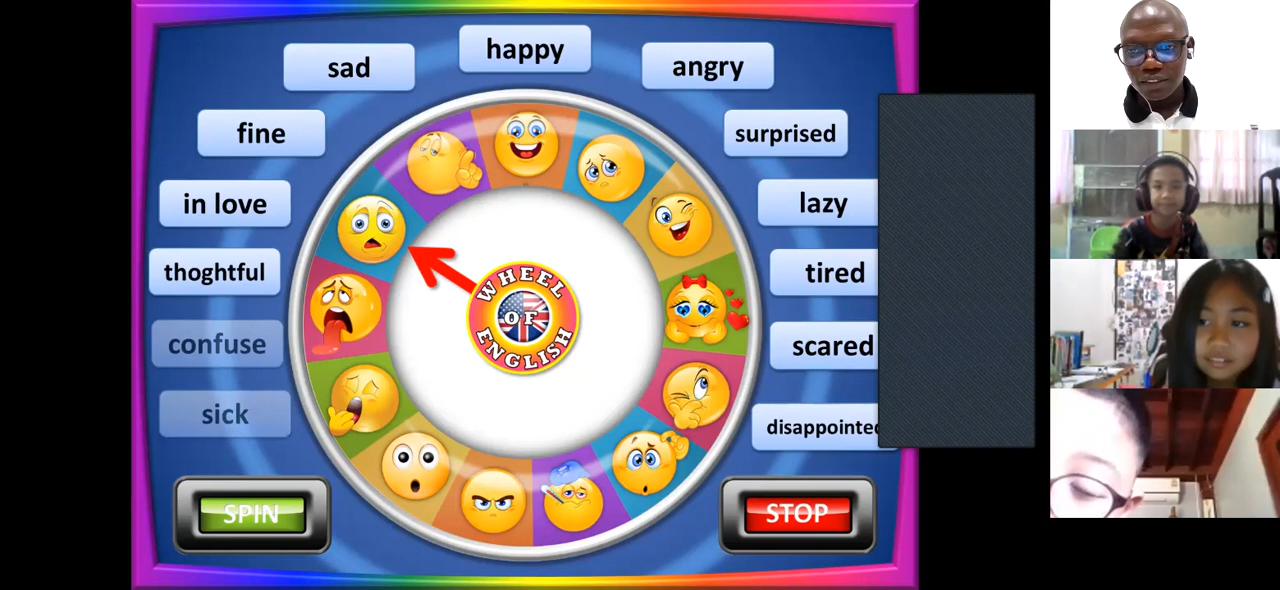 happy
sad
angry
fine
surprised
in love
lazy
thoghtful
tired
confuse
scared
sick
disappointed
WHEEL
OF
ENGLISH
SPIN
STOP